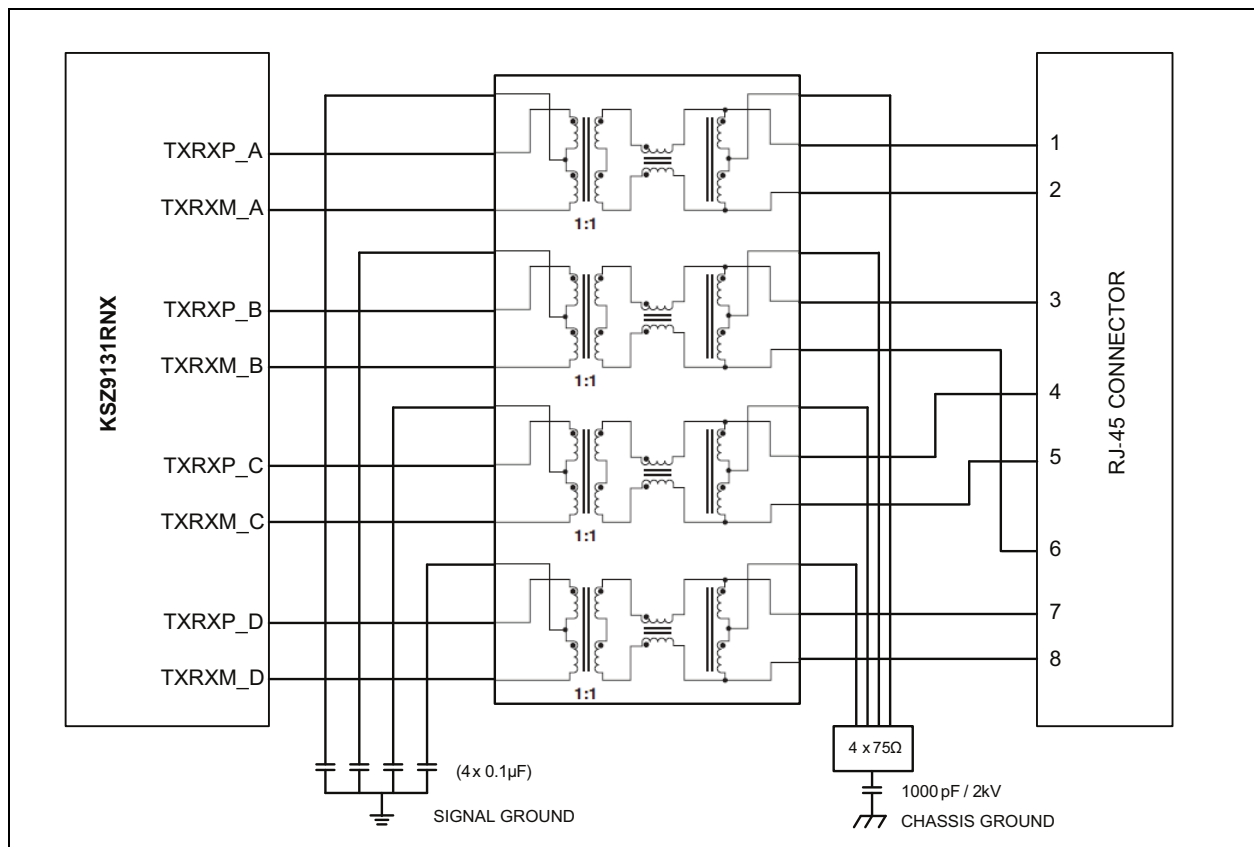 KSZ9131RNX
TXRXP_A
TXRXM_A
TXRXP_B
TXRXM_B
TXRXP_C
TXRXM_C
TXRXP_D
TXRXM_D
1:1
1:1
1:1
1:1
1
2
3
4
5
6
7
8
RJ-45 CONNECTOR
(4x 0.1µF)
SIGNAL GROUND
4 x 75Ω
1000 pF / 2kV
CHASSIS GROUND